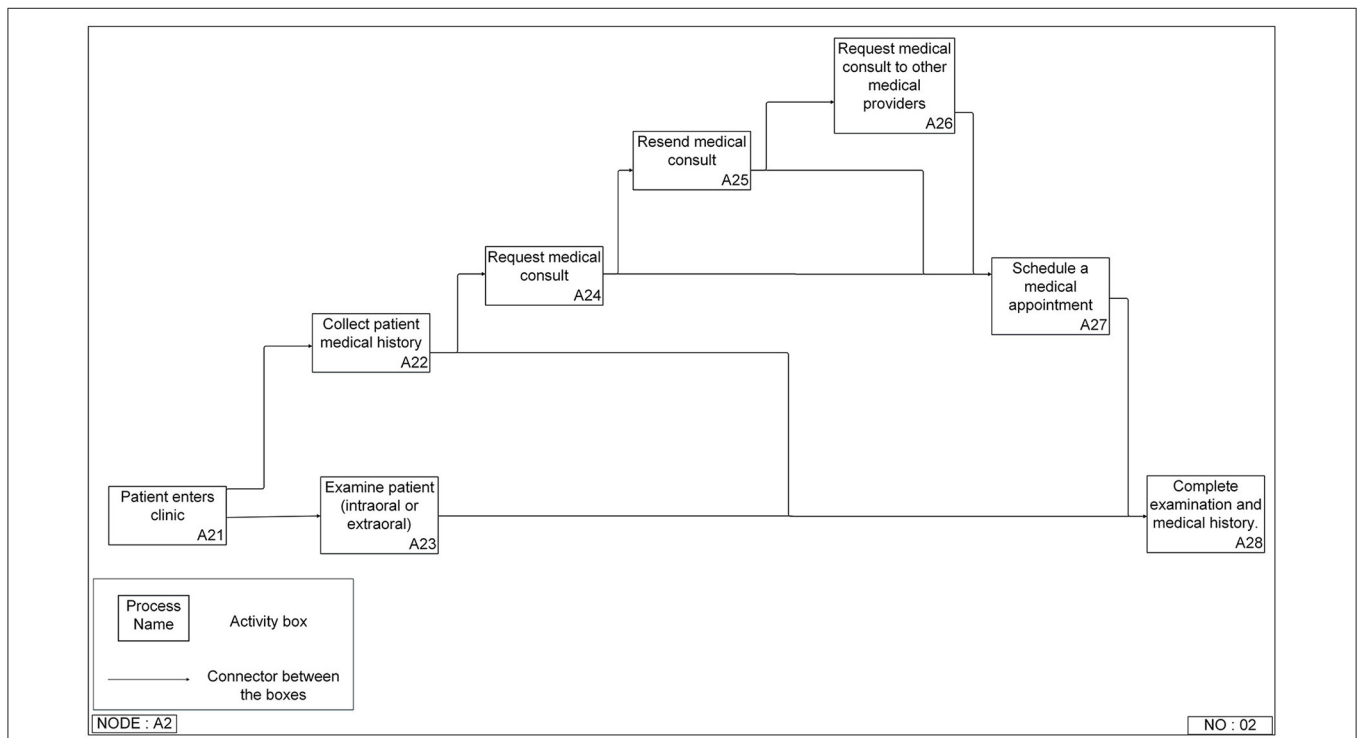 Request medical
consult to other
medical
providers
A26
Resend medical
consult
A25
Request medical
consult
A24
Schedule a
medical
appointment
A27
Collect patient
medical history
A22
Patient enters
clinic
A21
Examine patient
(intraoral or
extraoral)
A23
Complete
examination and
medical history.
A28
Process
Name
Activity box
Connector between
the boxes
NODE : A2
NO : 02